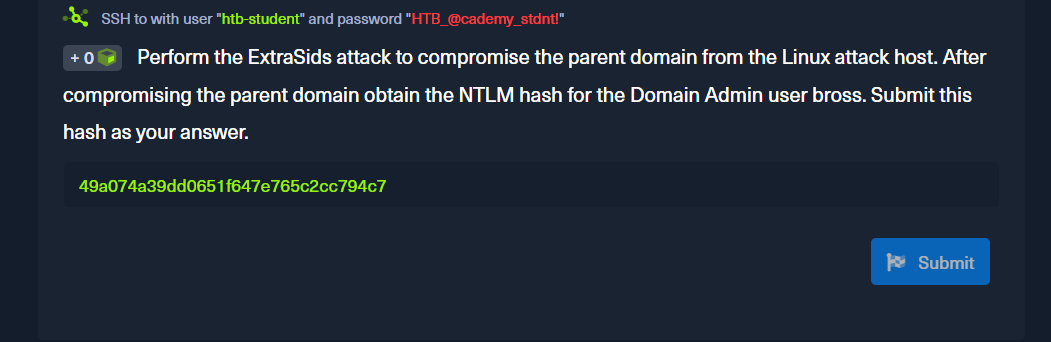 SSH to with user "htb-student" and password "HTB_@cademy_stdnt!"
+ 0 Perform the ExtraSids attack to compromise the parent domain from the Linux attack host. After
compromising the parent domain obtain the NTLM hash for the Domain Admin user bross. Submit this
hash as your answer.
49a074a39dd0651f647e765c2cc794c7
Submit